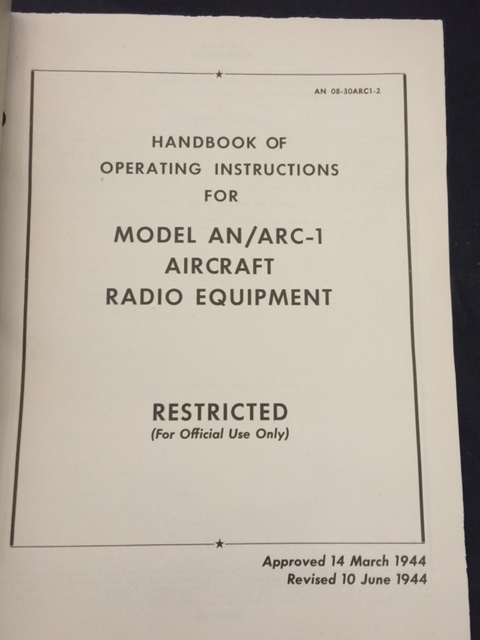 AN 08-30ARC1-2
HANDBOOK OF
OPERATING INSTRUCTIONS
FOR
MODEL AN/ARC-1
AIRCRAFT
RADIO EQUIPMENT
RESTRICTED
(For Official Use Only)
Approved 14 March 1944
Revised 10 June 1944